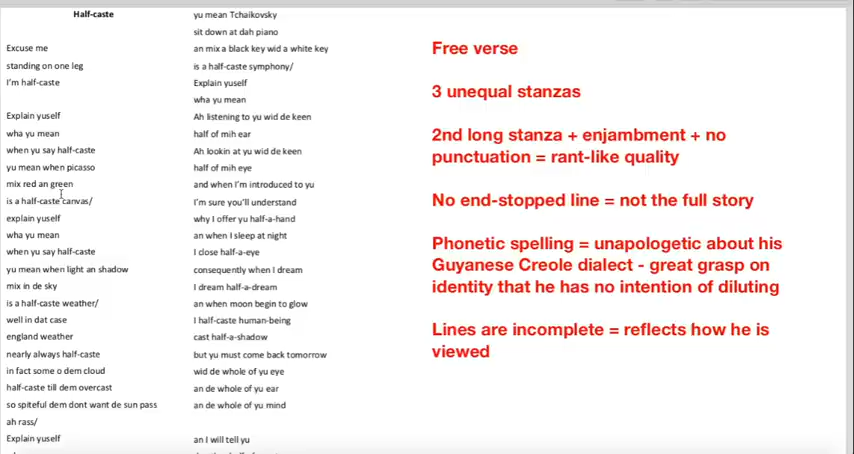 Half-caste
Excuse me
standing on one leg
I'm half-caste
Explain yuself
wha yu mean
when yu say half-caste
yu mean when picasso
mix red an green
is a half-caste canvas/
explain yuself
wha yu mean
when yu say half-caste
yu mean when light an shadow
mix in de sky
is a half-caste weather/
well in dat case
england weather
nearly always half-caste
in fact some o dem cloud
half-caste till dem overcast
so spiteful dem dont want de sun pass
ah rass/
Explain yuself
yu mean Tchaikovsky
sit down at dah piano
an mix a black key wid a white key
is a half-caste symphony/
Explain yuself
wha yu mean
Ah listening to yu wid de keen
half of mih ear
Ah lookin at yu wid de keen
half of mih eye
and when I'm introduced to yu
I'm sure you'll understand
why I offer yu half-a-hand
an when I sleep at night
I close half-a-eye
consequently when I dream
I dream half-a-dream
an when moon begin to glow
I half-caste human-being
cast half-a-shadow
but yu must come back tomorrow
wid de whole of yu eye
an de whole of yu ear
an de whole of yu mind
an I will tell yu
Free verse
3 unequal stanzas
2nd long stanza + enjambment + no
punctuation = rant-like quality
No end-stopped line = not the full story
Phonetic spelling = unapologetic about his
Guyanese Creole dialect - great grasp on
identity that he has no intention of diluting
Lines are incomplete = reflects how he is
viewed